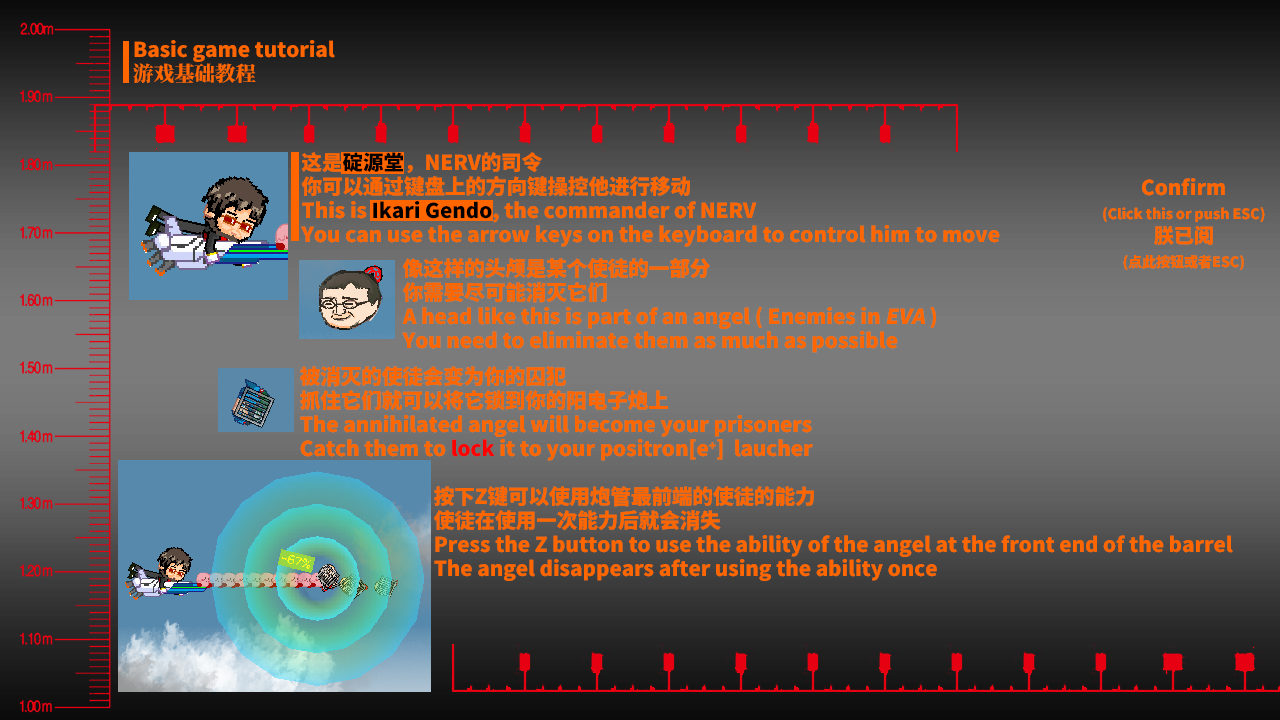 2.00m
Basic game tutorial
游戏基础教程
1.90m
1.80m
这是碇源堂，NERV的司令
你可以通过键盘上的方向键操控他进行移动
This is Ikari Gendo, the commander of NERV
You can use the arrow keys on the keyboard to control him to move
Confirm
(Click this or push ESC)
朕已阅
(点此按钮或者ESC)
1.70m
像这样的头颅是某个使徒的一部分
你需要尽可能消灭它们
A head like this is part of an angel ( Enemies in EVA )
You need to eliminate them as much as possible
1.60m
1.50m
被消灭的使徒会变为你的囚犯
抓住它们就可以将它锁到你的阳电子炮上
The annihilated angel will become your prisoners
Catch them to lock it to your positron[e⁺] laucher
1.40m
1.30m
按下Z键可以使用炮管最前端的使徒的能力
使徒在使用一次能力后就会消失
Press the Z button to use the ability of the angel at the front end of the barrel
The angel disappears after using the ability once
-67%
1.20m
1.10m
1.00m